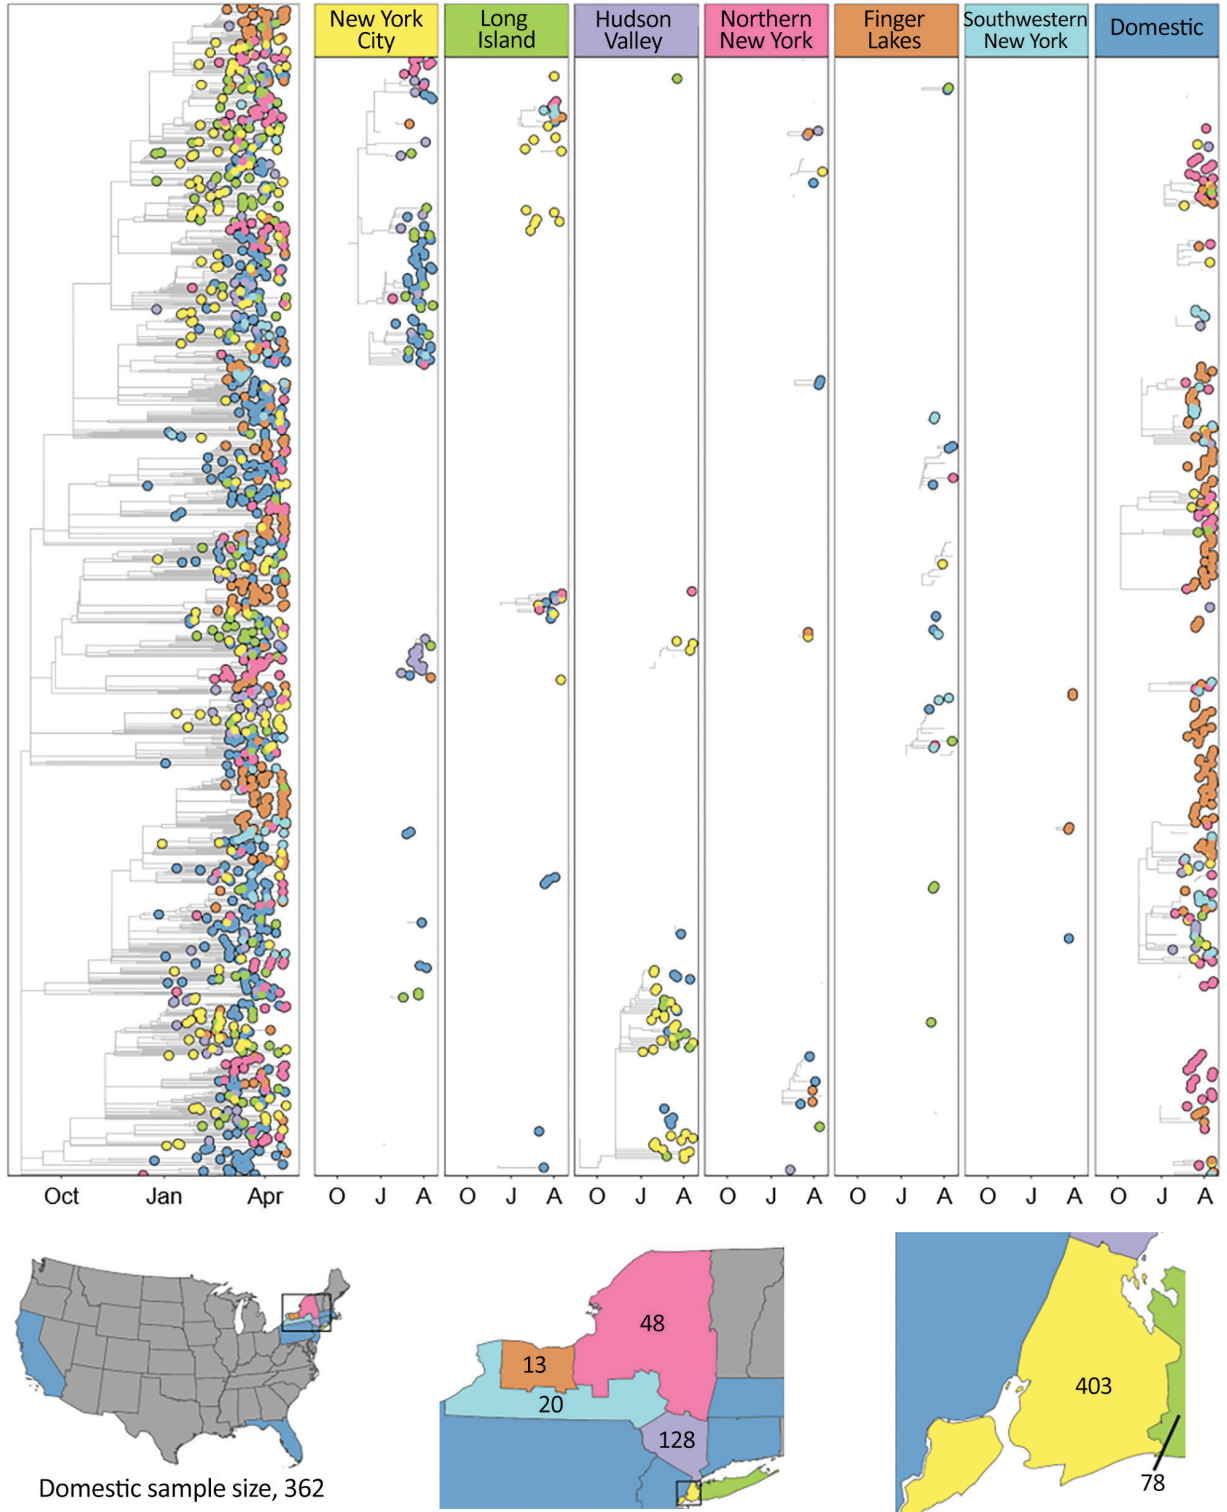 New York
City
Long
Island
Hudson
Valley
Northern
New York
Finger
Lakes
Southwestern
New York
Domestic
Oct Jan Apr
O J A
O J A
O J A
O J A
O J A
O J A
O J A
48
13
20
128
403
78
Domestic sample size, 362